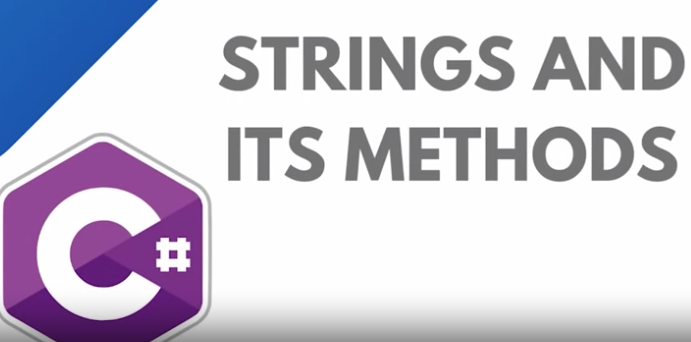 STRINGS AND
ITS METHODS
C#